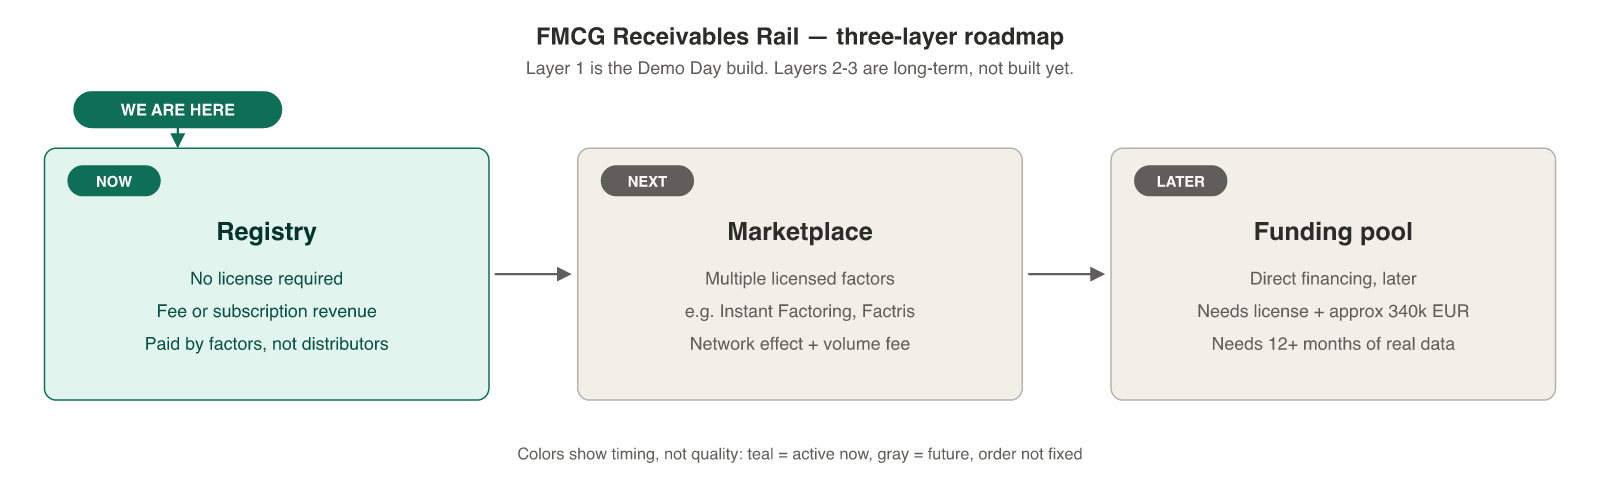 FMCG Receivables Rail — three-layer roadmap
Layer 1 is the Demo Day build. Layers 2-3 are long-term, not built yet.
WE ARE HERE
NOW
Registry
No license required
Fee or subscription revenue
Paid by factors, not distributors
NEXT
Marketplace
Multiple licensed factors
e.g. Instant Factoring, Factris
Network effect + volume fee
LATER
Funding pool
Direct financing, later
Needs license + approx 340k EUR
Needs 12+ months of real data
Colors show timing, not quality: teal = active now, gray = future, order not fixed